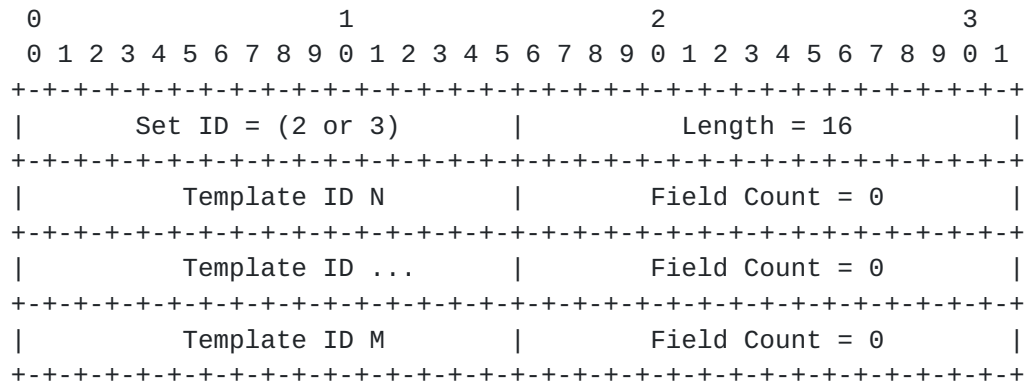 0                   1                   2                   3
0 1 2 3 4 5 6 7 8 9 0 1 2 3 4 5 6 7 8 9 0 1 2 3 4 5 6 7 8 9 0 1
+-+-+-+-+-+-+-+-+-+-+-+-+-+-+-+-+-+-+-+-+-+-+-+-+-+-+-+-+-+-+-+-+
|       Set ID = (2 or 3)       |          Length = 16          |
+-+-+-+-+-+-+-+-+-+-+-+-+-+-+-+-+-+-+-+-+-+-+-+-+-+-+-+-+-+-+-+-+
|          Template ID N        |        Field Count = 0        |
+-+-+-+-+-+-+-+-+-+-+-+-+-+-+-+-+-+-+-+-+-+-+-+-+-+-+-+-+-+-+-+-+
|          Template ID ...      |        Field Count = 0        |
+-+-+-+-+-+-+-+-+-+-+-+-+-+-+-+-+-+-+-+-+-+-+-+-+-+-+-+-+-+-+-+-+
|          Template ID M        |        Field Count = 0        |
+-+-+-+-+-+-+-+-+-+-+-+-+-+-+-+-+-+-+-+-+-+-+-+-+-+-+-+-+-+-+-+-+